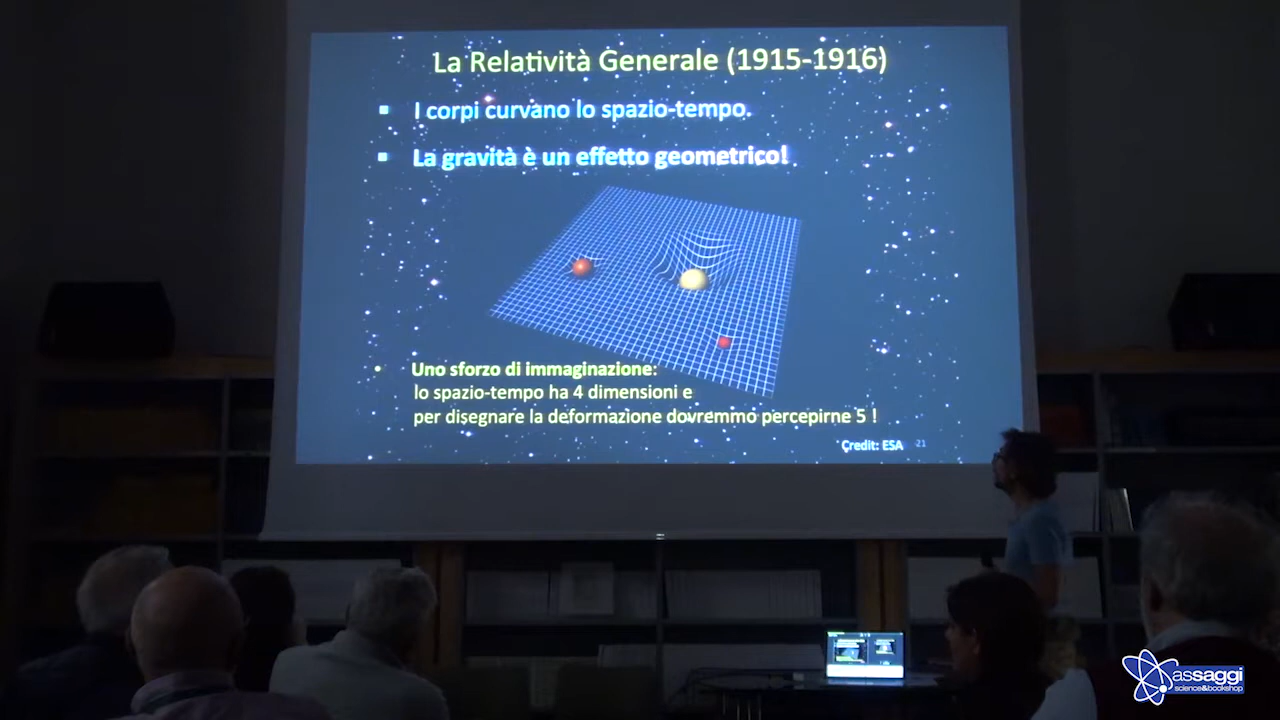 La Relatività Generale (1915-1916)
I corpi curvano lo spazio-tempo.
La gravità è un effetto geometrico!
Uno sforzo di immaginazione:
lo spazio-tempo ha 4 dimensioni e
per disegnare la deformazione dovremmo percepirne 5 !
Credit: ESA 21
assaggi
science&bookshop